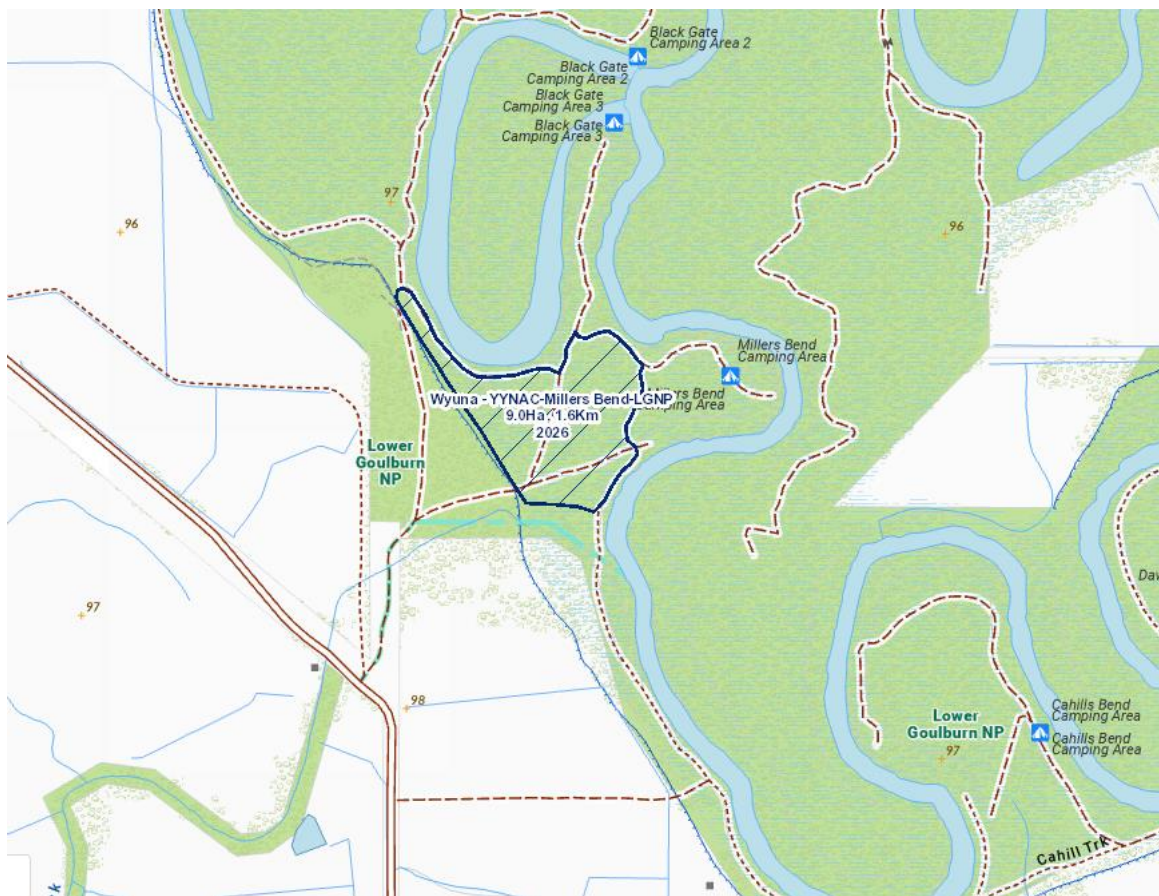 Black Gate
Camping Area 2
Black Gate
Camping Area 2
Black Gate
Camping Area 3
Black Gate
Camping Area 3
97
96
96
Millers Bend
Camping Area
Millers Bend
Camping Area
Wyuna - YYNAC-Millers Bend-LGNP
9.0Ha, 1.6Km
2026
Lower
Goulburn
NP
97
98
Lower
Goulburn NP
97
Cahills Bend
Camping Area
Cahills Bend
Camping Area
Cahill Trk